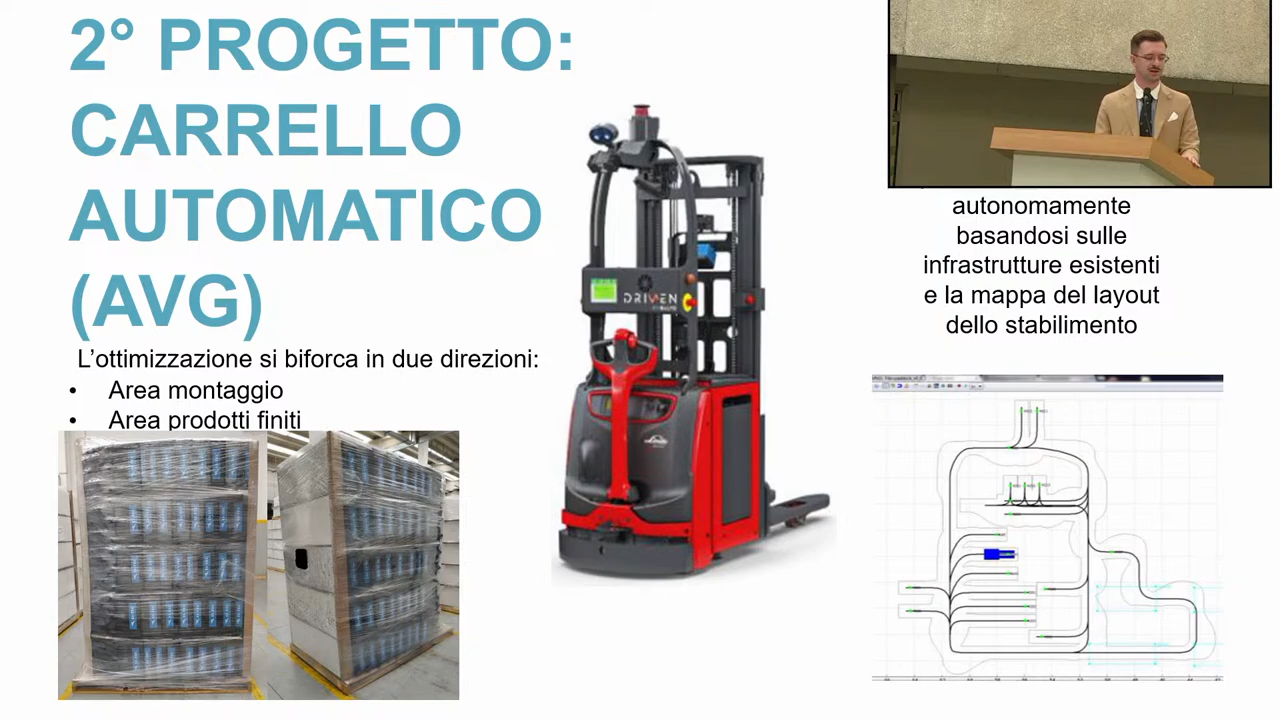 2° PROGETTO:
CARRELLO
AUTOMATICO
(AVG)
L’ottimizzazione si biforca in due direzioni:
• Area montaggio
• Area prodotti finiti
DRIVEN
autonomamente
basandosi sulle
infrastrutture esistenti
e la mappa del layout
dello stabilimento